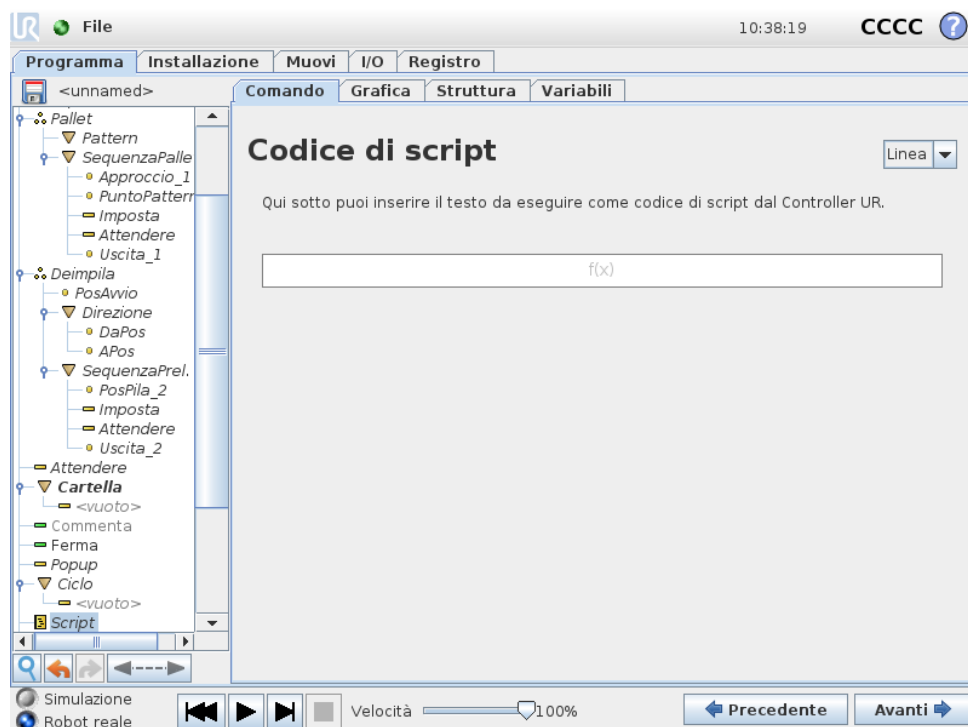 UR File 10:38:19 CCCC ?
Programma Installazione Muovi I/O Registro
<unnamed> Comando Grafica Struttura Variabili
Pallet
Pattern
SequenzaPalle
Approccio_1
PuntoPattern
Imposta
Attendere
Uscita_1
Deimpila
PosAvvio
Direzione
DaPos
APos
SequenzaPrel.
PosPila_2
Imposta
Attendere
Uscita_2
Attendere
Cartella
<vuoto>
Commenta
Ferma
Popup
Ciclo
<vuoto>
Script
Codice di script
Linea
Qui sotto puoi inserire il testo da eseguire come codice di script dal Controller UR.
f(x)
Simulazione
Robot reale
Velocità 100% Precedente Avanti